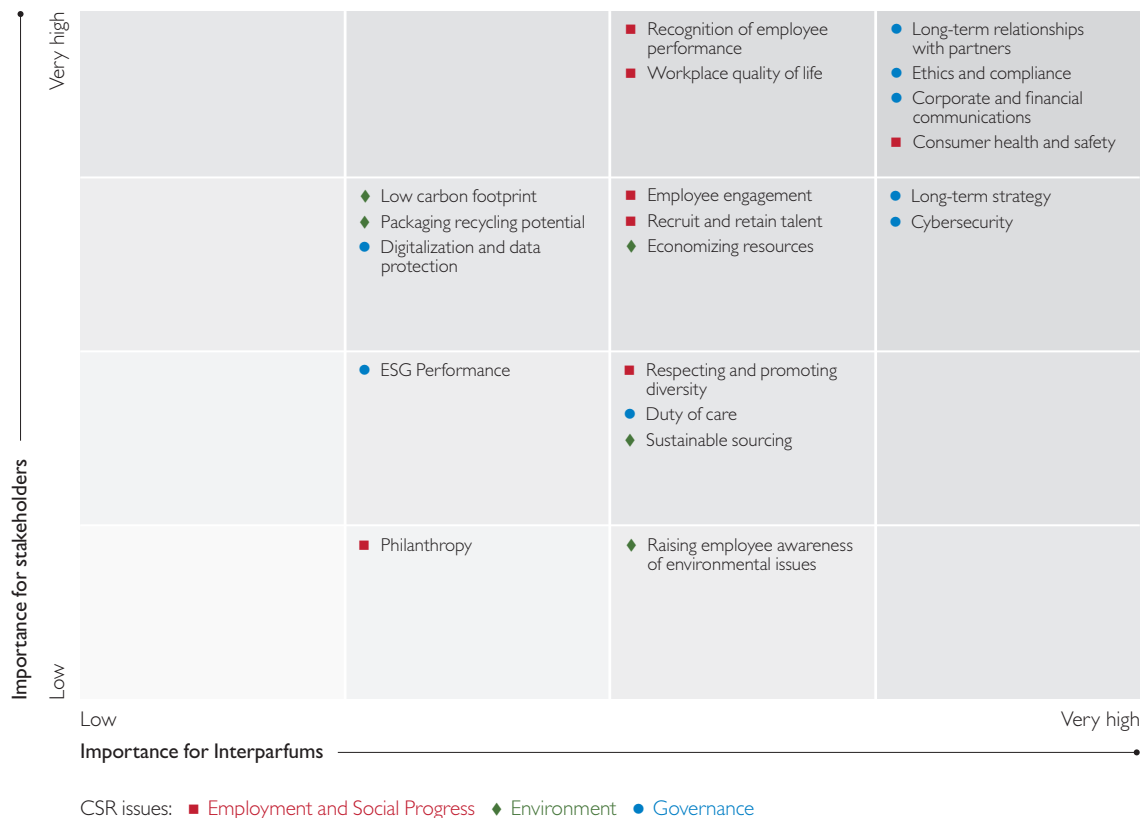 Very high
Recognition of employee
performance
Workplace quality of life
Long-term relationships
with partners
Ethics and compliance
Corporate and financial
communications
Consumer health and safety
Low carbon footprint
Packaging recycling potential
Digitalization and data
protection
Employee engagement
Recruit and retain talent
Economizing resources
Long-term strategy
Cybersecurity
ESG Performance
Respecting and promoting
diversity
Duty of care
Sustainable sourcing
Philanthropy
Raising employee awareness
of environmental issues
Importance for stakeholders
Low
Low
Very high
Importance for Interparfums
CSR issues: Employment and Social Progress Environment Governance